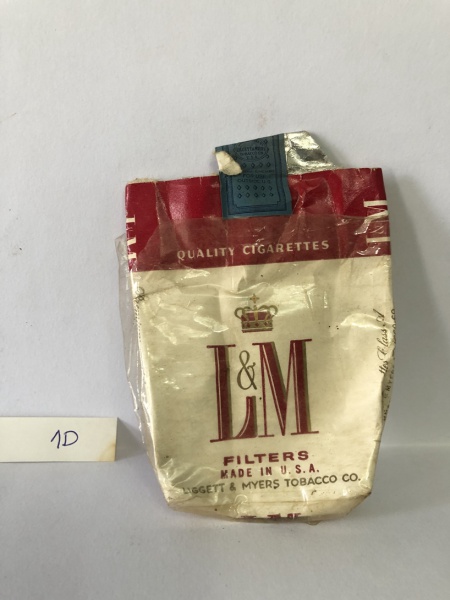 QUALITY CIGARETTES
L&M
FILTERS
MADE IN U.S.A.
LIGGETT & MYERS TOBACCO CO.
1D